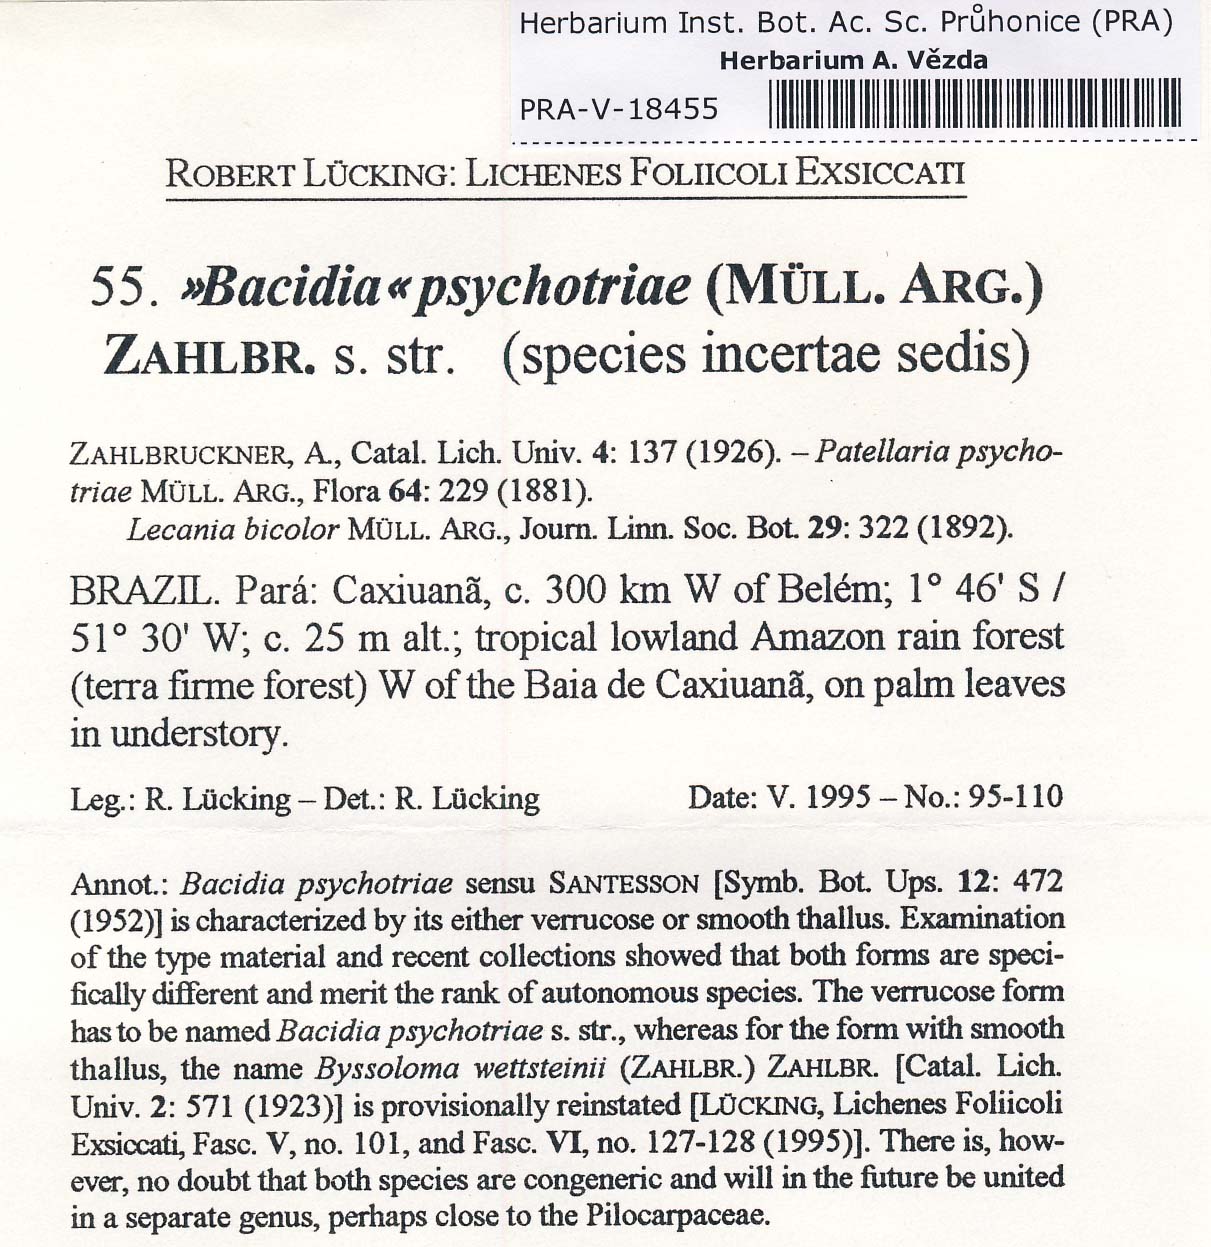 Herbarium Inst. Bot. Ac. Sc. Průhonice (PRA)
Herbarium A. Vězda
PRA-V-18455
ROBERT LÜCKING: LICHENES FOLIICOLI EXSICCATI
55. »Bacidia« psychotriae (MÜLL. ARG.)
ZAHLBR. s. str. (species incertae sedis)
ZAHLBRUCKNER, A., Catal. Lich. Univ. 4: 137 (1926). – Patellaria psycho-
triae MÜLL. ARG., Flora 64: 229 (1881).
Lecania bicolor MÜLL. ARG., Journ. Linn. Soc. Bot. 29: 322 (1892).
BRAZIL. Pará: Caxiuanã, c. 300 km W of Belém; 1° 46' S /
51° 30' W; c. 25 m alt.; tropical lowland Amazon rain forest
(terra firme forest) W of the Baia de Caxiuanã, on palm leaves
in understory.
Leg.: R. Lücking – Det.: R. Lücking Date: V. 1995 – No.: 95-110
Annot.: Bacidia psychotriae sensu SANTESSON [Symb. Bot. Ups. 12: 472
(1952)] is characterized by its either verrucose or smooth thallus. Examination
of the type material and recent collections showed that both forms are speci-
fically different and merit the rank of autonomous species. The verrucose form
has to be named Bacidia psychotriae s. str., whereas for the form with smooth
thallus, the name Byssoloma wettsteinii (ZAHLBR.) ZAHLBR. [Catal. Lich.
Univ. 2: 571 (1923)] is provisionally reinstated [LÜCKING, Lichenes Foliicoli
Exsiccati, Fasc. V, no. 101, and Fasc. VI, no. 127-128 (1995)]. There is, how-
ever, no doubt that both species are congeneric and will in the future be united
in a separate genus, perhaps close to the Pilocarpaceae.